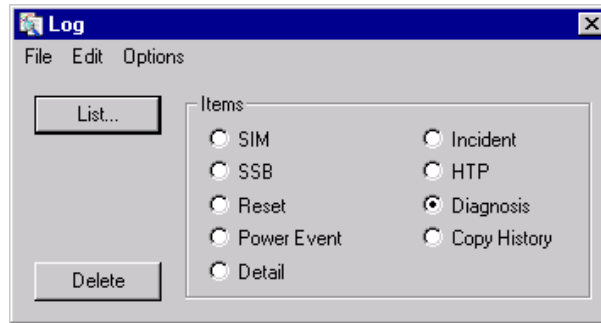 Log
File Edit Options
List...
Items
SIM
Incident
SSB
HTP
Reset
Diagnosis
Power Event
Copy History
Detail
Delete